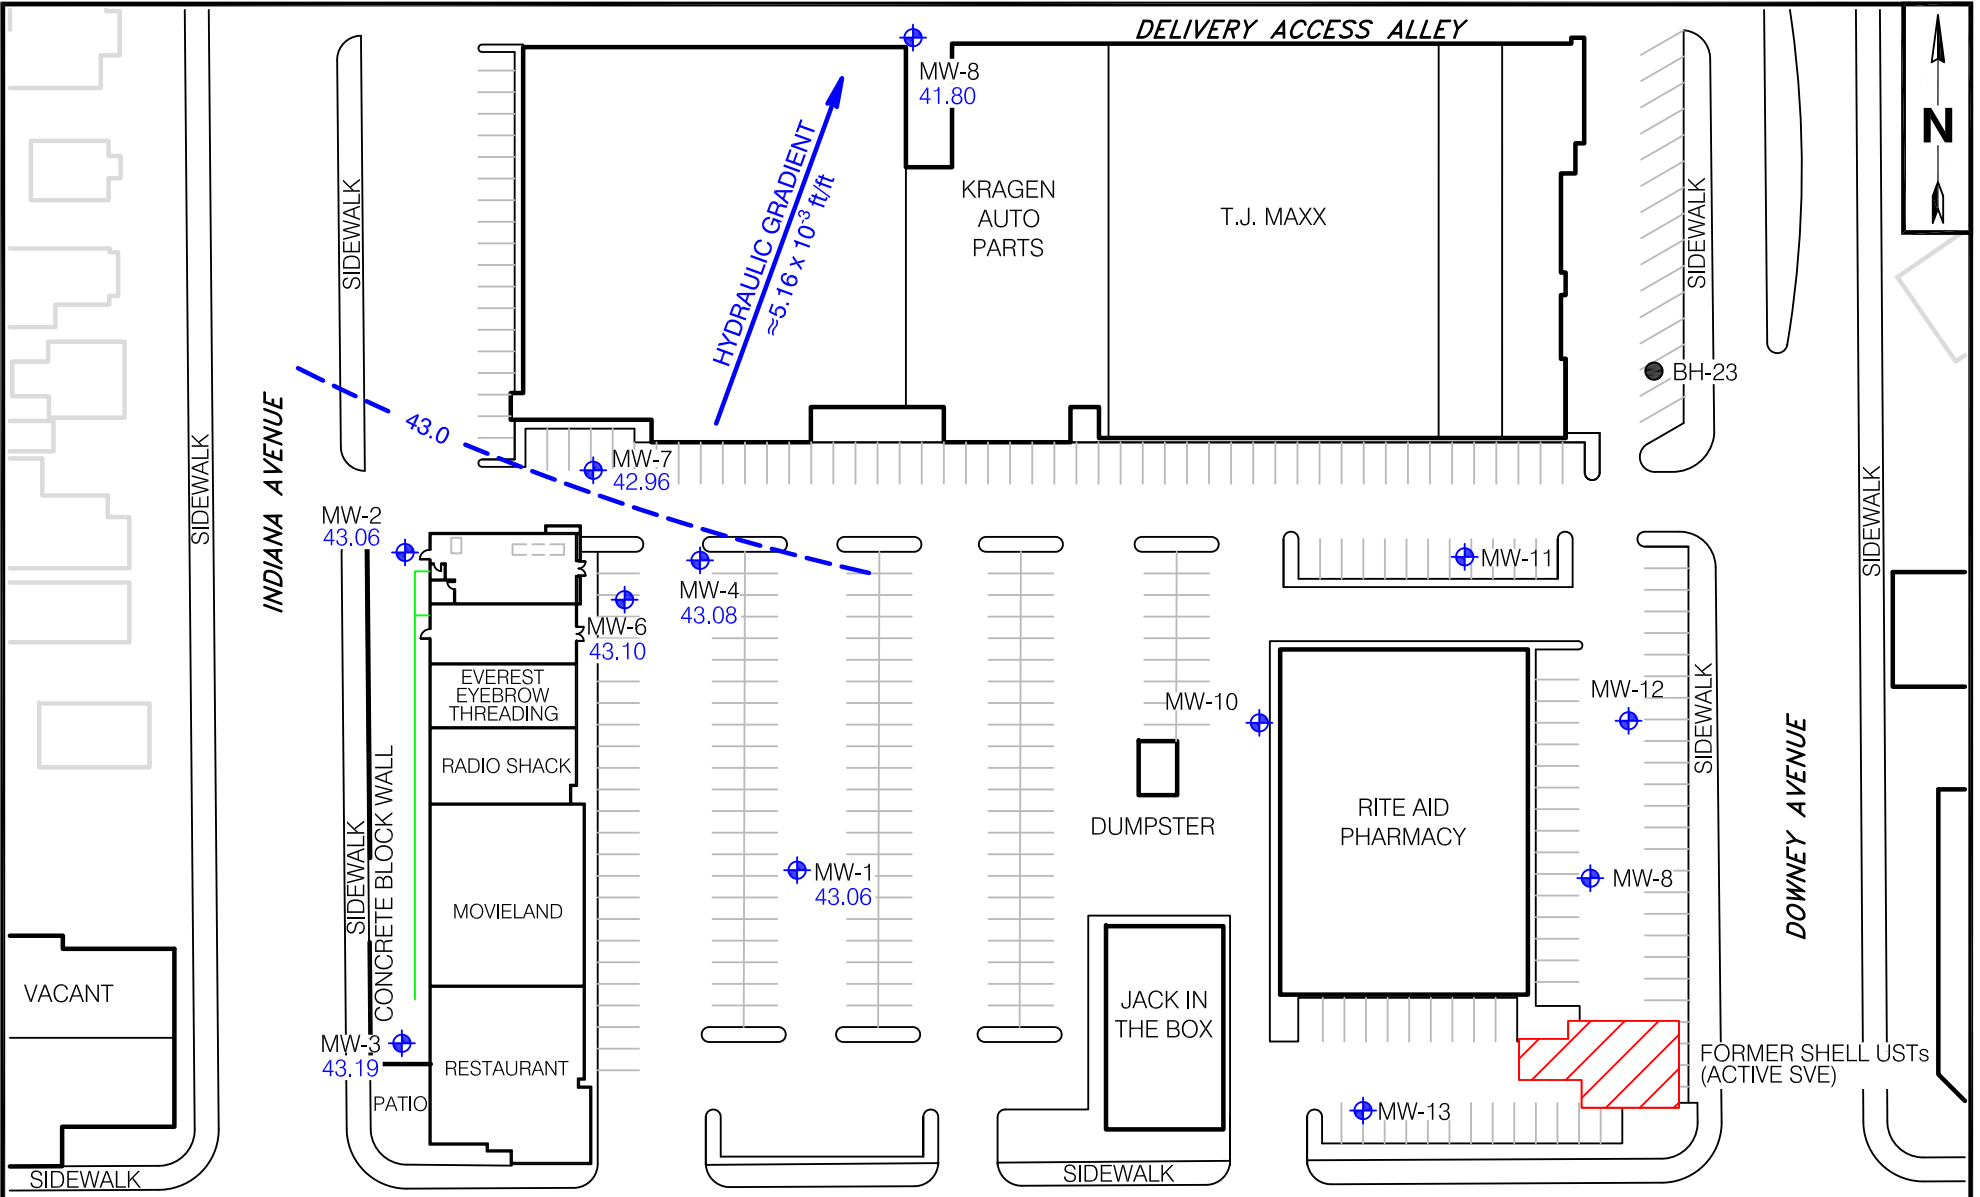 DELIVERY ACCESS ALLEY
N
MW-8
41.80
SIDEWALK
HYDRAULIC GRADIENT
≈5.16 x 10-3 ft/ft
KRAGEN
AUTO
PARTS
T.J. MAXX
SIDEWALK
BH-23
INDIANA AVENUE
43.0
SIDEWALK
MW-7
42.96
SIDEWALK
MW-2
43.06
MW-4
43.08
MW-11
MW-6
43.10
EVEREST
EYEBROW
THREADING
MW-10
MW-12
SIDEWALK
DOWNEY AVENUE
RADIO SHACK
CONCRETE BLOCK WALL
SIDEWALK
DUMPSTER
RITE AID
PHARMACY
MW-1
43.06
MW-8
MOVIELAND
VACANT
JACK IN
THE BOX
MW-3
43.19
RESTAURANT
FORMER SHELL USTs
(ACTIVE SVE)
PATIO
MW-13
SIDEWALK
SIDEWALK